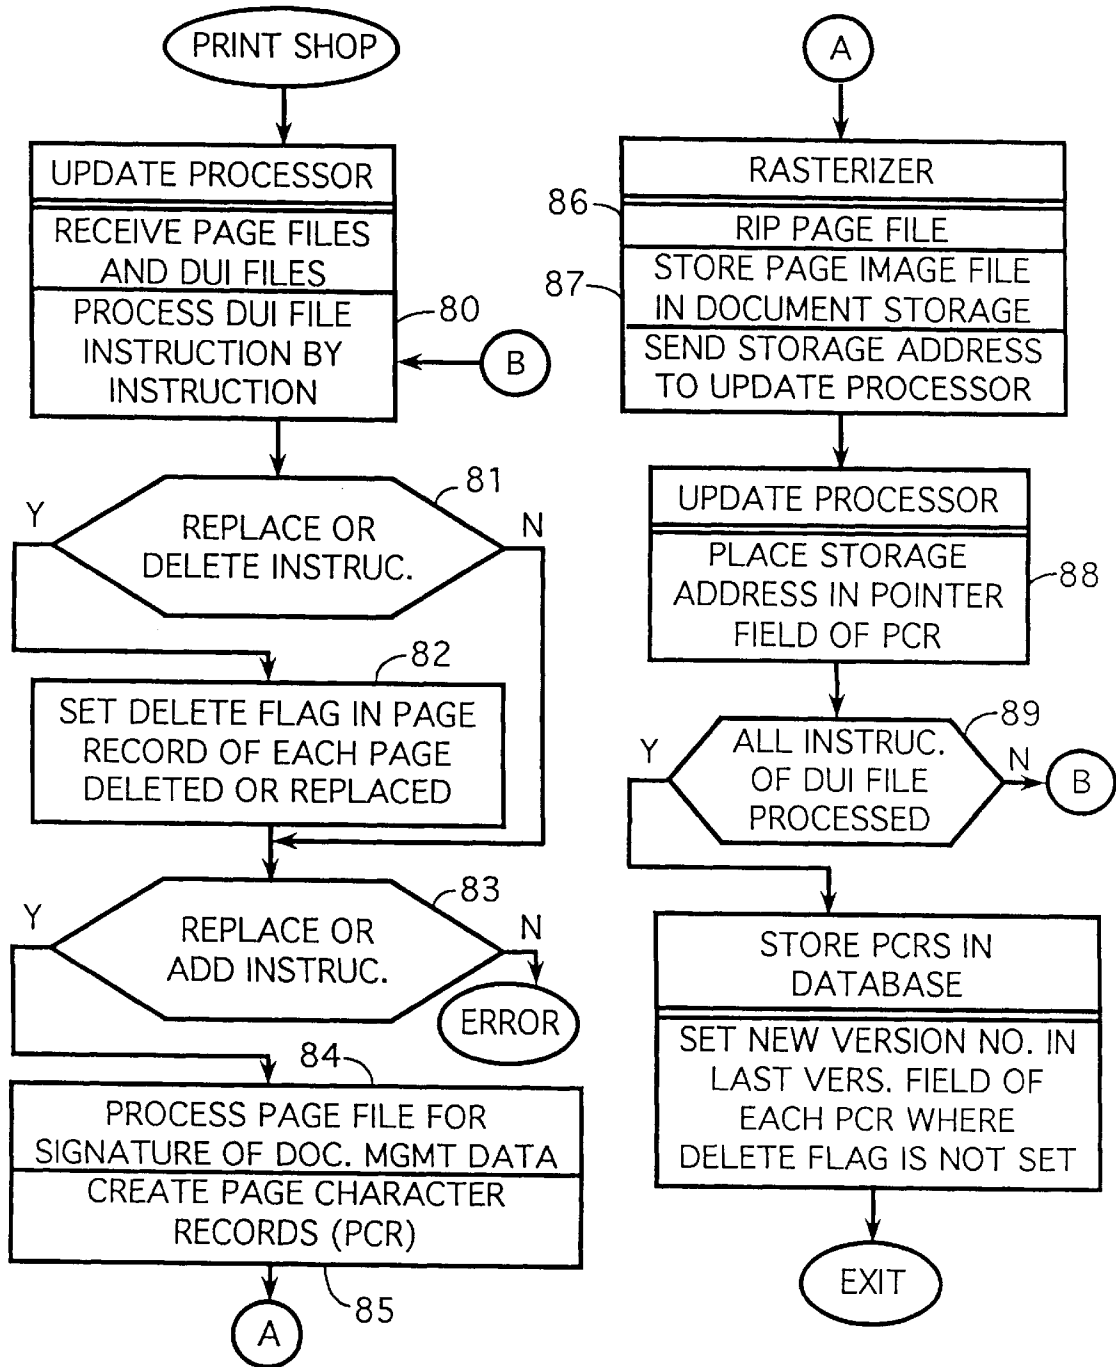 PRINT SHOP
UPDATE PROCESSOR
RECEIVE PAGE FILES
AND DUI FILES
PROCESS DUI FILE
INSTRUCTION BY
INSTRUCTION
80
B
81
Y
REPLACE OR
DELETE INSTRUC.
N
82
SET DELETE FLAG IN PAGE
RECORD OF EACH PAGE
DELETED OR REPLACED
83
Y
REPLACE OR
ADD INSTRUC.
N
ERROR
84
PROCESS PAGE FILE FOR
SIGNATURE OF DOC. MGMT DATA
CREATE PAGE CHARACTER
RECORDS (PCR)
85
A
A
RASTERIZER
86
RIP PAGE FILE
87
STORE PAGE IMAGE FILE
IN DOCUMENT STORAGE
SEND STORAGE ADDRESS
TO UPDATE PROCESSOR
UPDATE PROCESSOR
PLACE STORAGE
ADDRESS IN POINTER
FIELD OF PCR
88
89
Y
ALL INSTRUC.
OF DUI FILE
PROCESSED
N
B
STORE PCRS IN
DATABASE
SET NEW VERSION NO. IN
LAST VERS. FIELD OF
EACH PCR WHERE
DELETE FLAG IS NOT SET
EXIT